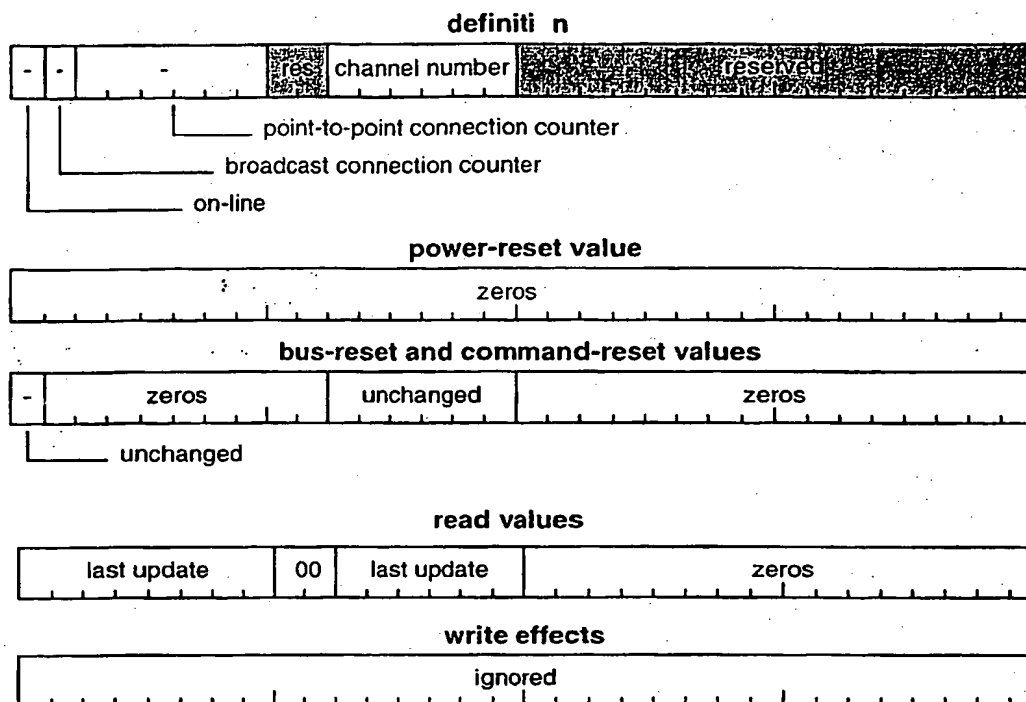 definiti n
- - - res channel number reserved
point-to-point connection counter
broadcast connection counter
on-line
power-reset value
zeros
bus-reset and command-reset values
- zeros unchanged zeros
unchanged
read values
last update 00 last update zeros
write effects
ignored